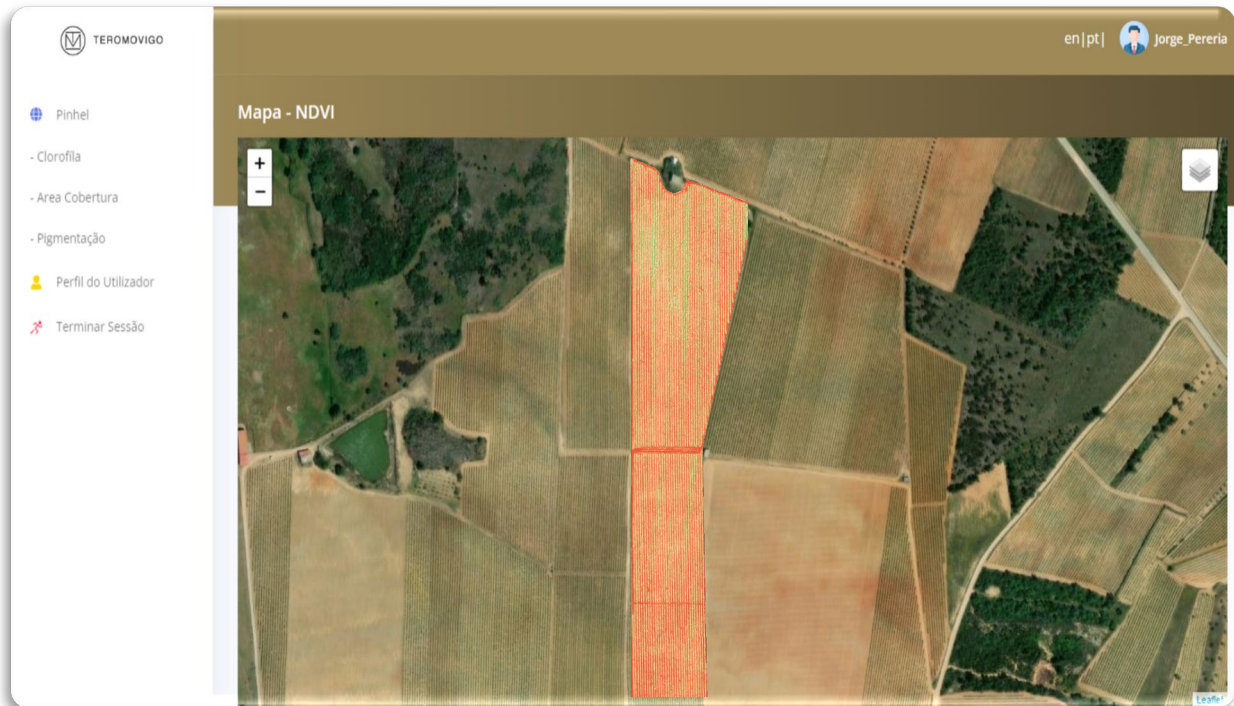 TEROMOVIGO
en|pt|
Jorge_Pereria
Pinhel
- Clorofila
- Area Cobertura
- Pigmentação
Perfil do Utilizador
Terminar Sessão
Mapa - NDVI
+
−
Leaflet